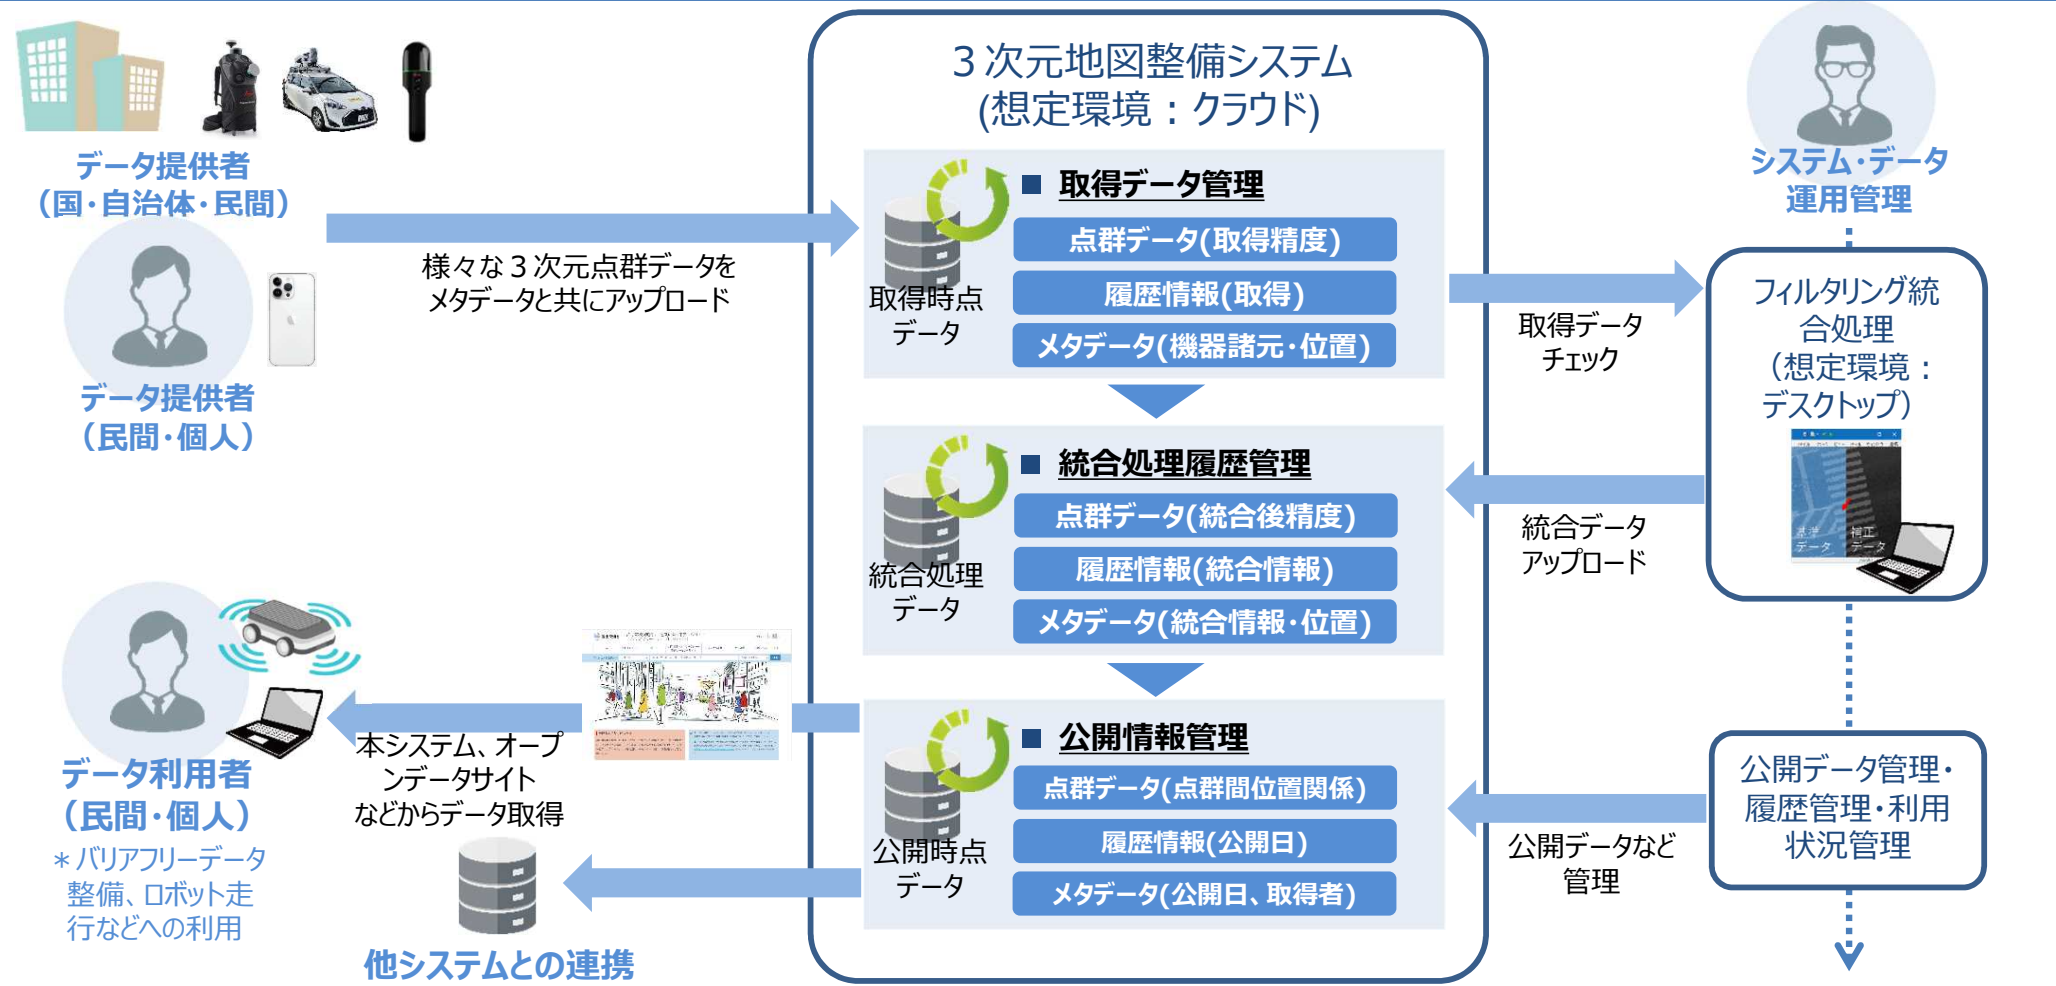 データ提供者
（国・自治体・民間）
データ提供者
（民間・個人）
様々な３次元点群データを
メタデータと共にアップロード
３次元地図整備システム
(想定環境：クラウド)
■ 取得データ管理
点群データ(取得精度)
履歴情報(取得)
メタデータ(機器諸元・位置)
取得時点
データ
■ 統合処理履歴管理
点群データ(統合後精度)
履歴情報(統合情報)
メタデータ(統合情報・位置)
統合処理
データ
■ 公開情報管理
点群データ(点群間位置関係)
履歴情報(公開日)
メタデータ(公開日、取得者)
公開時点
データ
システム・データ
運用管理
取得データ
チェック
フィルタリング統
合処理
（想定環境：
デスクトップ）
基準
データ
補正
データ
統合データ
アップロード
公開データ管理・
履歴管理・利用
状況管理
公開データなど
管理
データ利用者
（民間・個人）
＊バリアフリーデータ
整備、ロボット走
行などへの利用
本システム、オープ
ンデータサイト
などからデータ取得
他システムとの連携